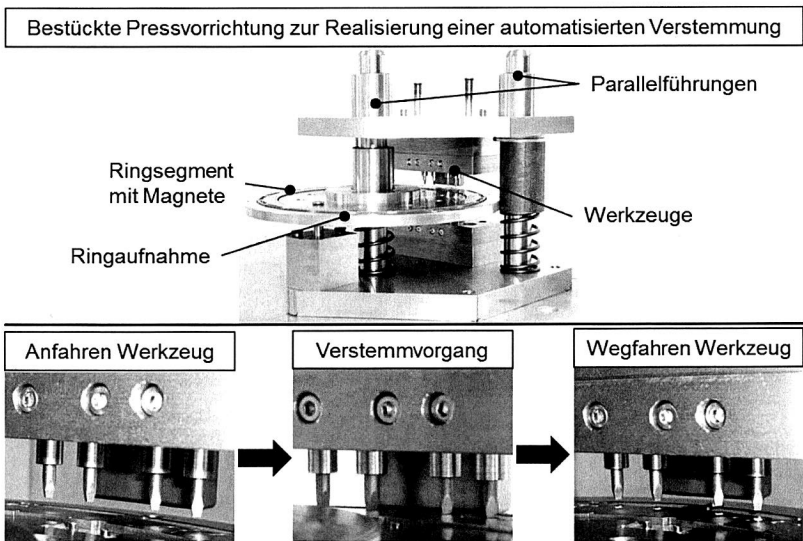 Bestückte Pressvorrichtung zur Realisierung einer automatisierten Verstemmung
Parallelführungen
Ringsegment
mit Magnete
Werkzeuge
Ringaufnahme
Anfahren Werkzeug
Verstemmvorgang
Wegfahren Werkzeug